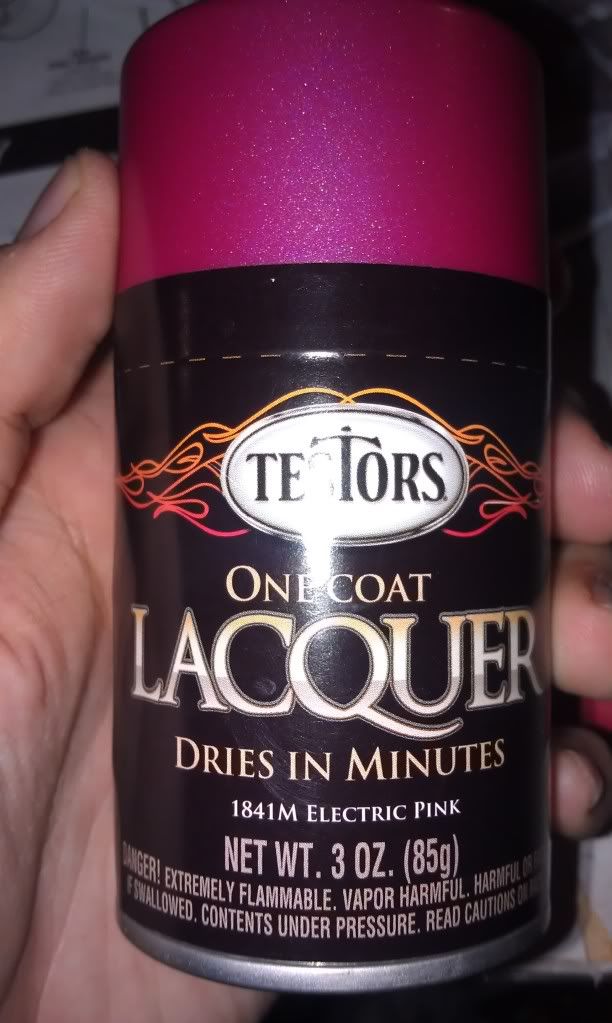 TESTORS
ONE COAT
LACQUER
DRIES IN MINUTES
1841M ELECTRIC PINK
NET WT. 3 OZ. (85g)
DANGER! EXTREMELY FLAMMABLE. VAPOR HARMFUL. HARMFUL OR
IF SWALLOWED. CONTENTS UNDER PRESSURE. READ CAUTIONS ON